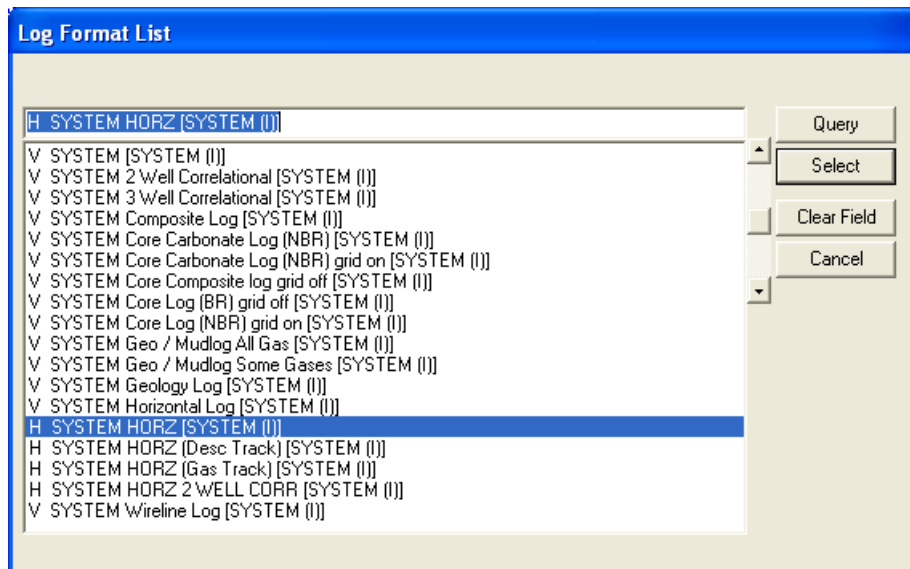 Log Format List
H  SYSTEM HORZ [SYSTEM (I)]
Query
V  SYSTEM [SYSTEM (I)]
V  SYSTEM 2 Well Correlational [SYSTEM (I)]
V  SYSTEM 3 Well Correlational [SYSTEM (I)]
V  SYSTEM Composite Log [SYSTEM (I)]
V  SYSTEM Core Carbonate Log (NBR) [SYSTEM (I)]
V  SYSTEM Core Carbonate Log (NBR) grid on [SYSTEM (I)]
V  SYSTEM Core Composite log grid off [SYSTEM (I)]
V  SYSTEM Core Log (BR) grid off [SYSTEM (I)]
V  SYSTEM Core Log (NBR) grid on [SYSTEM (I)]
V  SYSTEM Geo / Mudlog All Gas [SYSTEM (I)]
V  SYSTEM Geo / Mudlog Some Gases [SYSTEM (I)]
V  SYSTEM Geology Log [SYSTEM (I)]
V  SYSTEM Horizontal Log [SYSTEM (I)]
H  SYSTEM HORZ [SYSTEM (I)]
H  SYSTEM HORZ (Desc Track) [SYSTEM (I)]
H  SYSTEM HORZ (Gas Track) [SYSTEM (I)]
H  SYSTEM HORZ 2 WELL CORR [SYSTEM (I)]
V  SYSTEM Wireline Log [SYSTEM (I)]
Select
Clear Field
Cancel